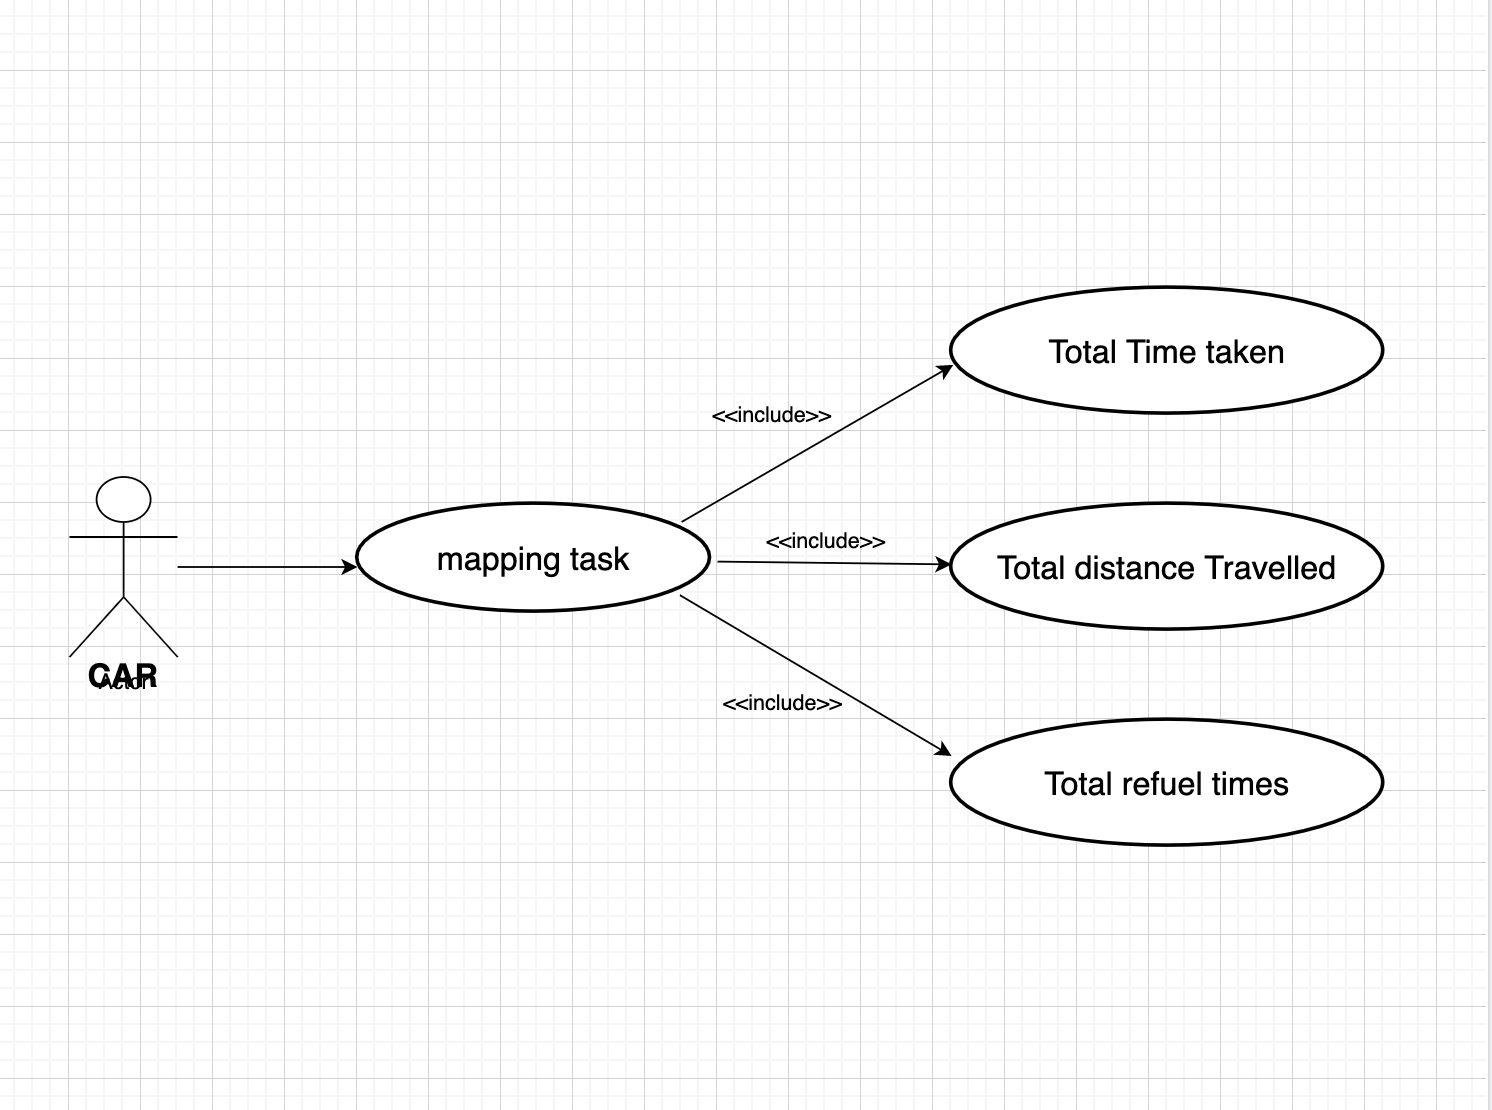 Total Time taken
<<include>>
<<include>>
mapping task
Total distance Travelled
CAR
Actor
<<include>>
Total refuel times